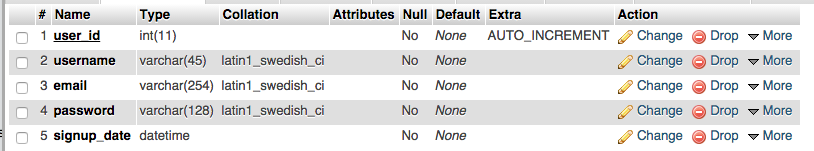 # Name Type Collation Attributes Null Default Extra Action
1 user_id int(11) No None AUTO_INCREMENT Change Drop More
2 username varchar(45) latin1_swedish_ci No None Change Drop More
3 email varchar(254) latin1_swedish_ci No None Change Drop More
4 password varchar(128) latin1_swedish_ci No None Change Drop More
5 signup_date datetime No None Change Drop More